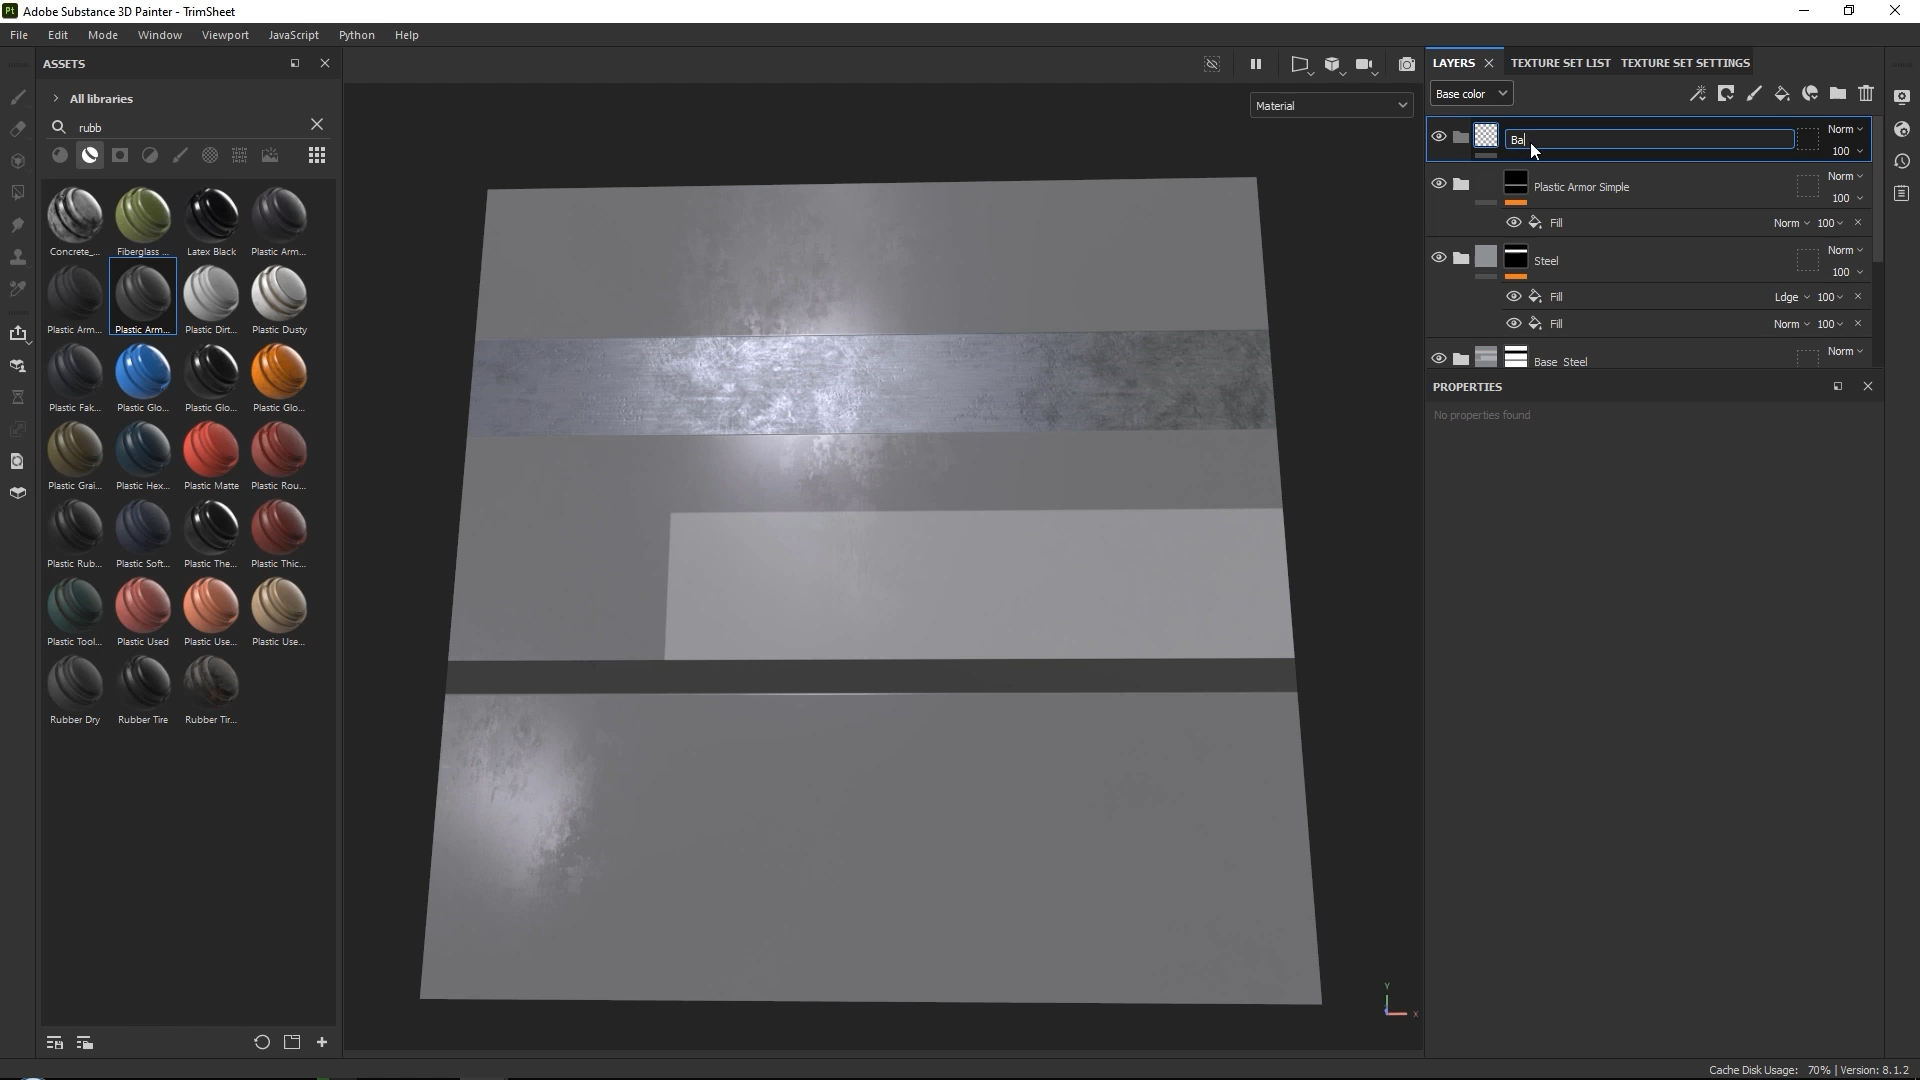 Pt Adobe Substance 3D Painter - TrimSheet
File Edit Mode Window Viewport JavaScript Python Help
ASSETS
All libraries
rubb
Concrete_... Fiberglass ... Latex Black Plastic Arm...
Plastic Arm... Plastic Arm... Plastic Dirt... Plastic Dusty
Plastic Fak... Plastic Glo... Plastic Glo... Plastic Glo...
Plastic Grai... Plastic Hex... Plastic Matte Plastic Rou...
Plastic Rub... Plastic Soft... Plastic The... Plastic Thic...
Plastic Tool... Plastic Used Plastic Use... Plastic Use...
Rubber Dry Rubber Tire Rubber Tir...
Material
Y
X
LAYERS TEXTURE SET LIST TEXTURE SET SETTINGS
Base color
Ba
Norm
100
Plastic Armor Simple
Norm
100
Fill Norm 100
Steel
Norm
100
Fill Ldge 100
Fill Norm 100
Base_Steel
Norm
PROPERTIES
No properties found
Cache Disk Usage: 70% | Version: 8.1.2